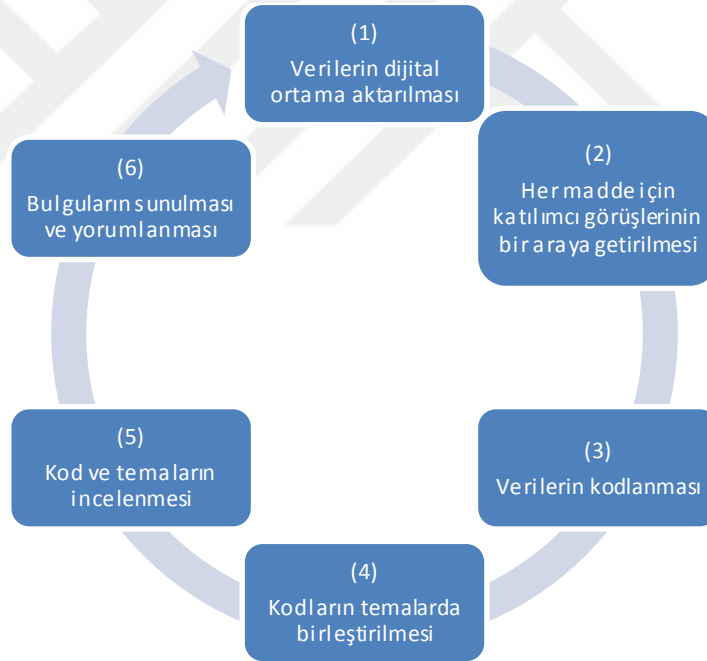 (1)
Verilerin dijital
ortama aktarılması
(2)
Her madde için
katılımcı görüşlerinin
bir araya getirilmesi
(3)
Verilerin kodlanması
(4)
Kodların temalarda
birleştirilmesi
(5)
Kod ve temaların
incelenmesi
(6)
Bulguların sunulması
ve yorumlanması